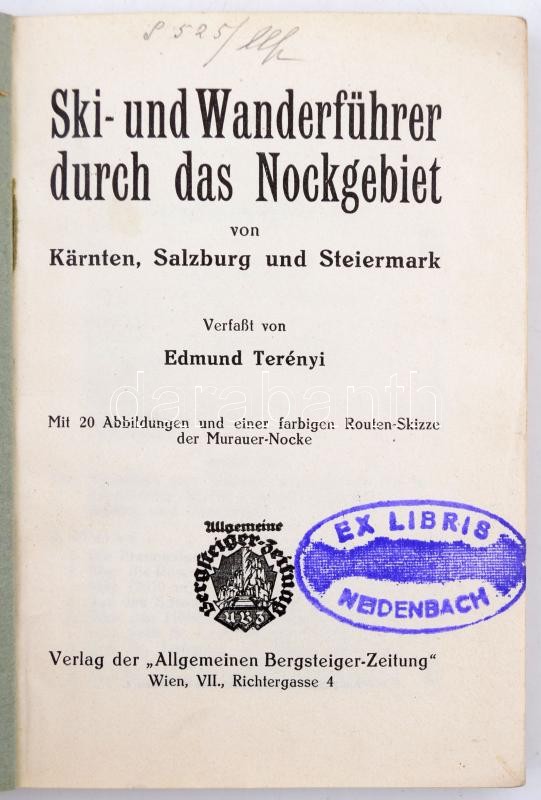 S 525/
Ski- und Wanderführer
durch das Nockgebiet
von
Kärnten, Salzburg und Steiermark
Verfaßt von
Edmund Terényi
darabanth
Mit 20 Abbildungen und einer farbigen Routen-Skizze
der Murauer-Nocke
Allgemeine
Bergsteiger-Zeitung
EX LIBRIS
NEIDENBACH
Verlag der „Allgemeinen Bergsteiger-Zeitung“
Wien, VII., Richtergasse 4